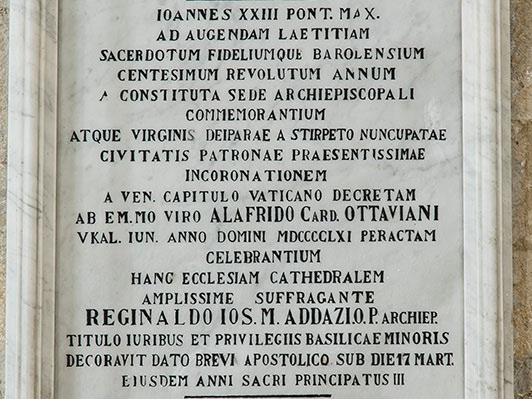 IOANNES XXIII PONT. MAX.
AD AUGENDAM LAETITIAM
SACERDOTUM FIDELIUMQUE BAROLENSIUM
CENTESIMUM REVOLUTUM ANNUM
A CONSTITUTA SEDE ARCHIEPISCOPALI
COMMEMORANTIUM
ATQUE VIRGINIS DEIPARAE A STIRPETO NUNCUPATAE
CIVITATIS PATRONAE PRAESENTISSIMAE
INCORONATIONEM
A VEN. CAPITULO VATICANO DECRETAM
AB EM.MO VIRO ALAFRIDO CARD. OTTAVIANI
VKAL. IUN. ANNO DOMINI MDCCCCLXI PERACTAM
CELEBRANTIUM
HANC ECCLESIAM CATHEDRALEM
AMPLISSIME SUFFRAGANTE
REGINALDO IOS. M. ADDAZI O.P. ARCHIEP.
TITULO IURIBUS ET PRIVILEGIIS BASILICAE MINORIS
DECORAVIT DATO BREVI APOSTOLICO SUB DIE 17 MART.
EIUSDEM ANNI SACRI PRINCIPATUS III